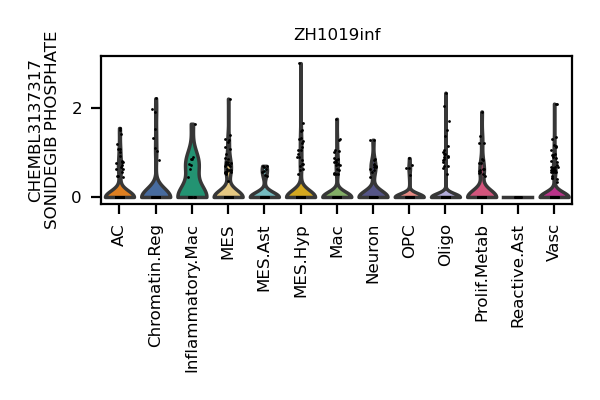 ZH1019inf
CHEMBL3137317
SONIDEGIB PHOSPHATE
2
0
AC
Chromatin.Reg
Inflammatory.Mac
MES
MES.Ast
MES.Hyp
Mac
Neuron
OPC
Oligo
Prolif.Metab
Reactive.Ast
Vasc